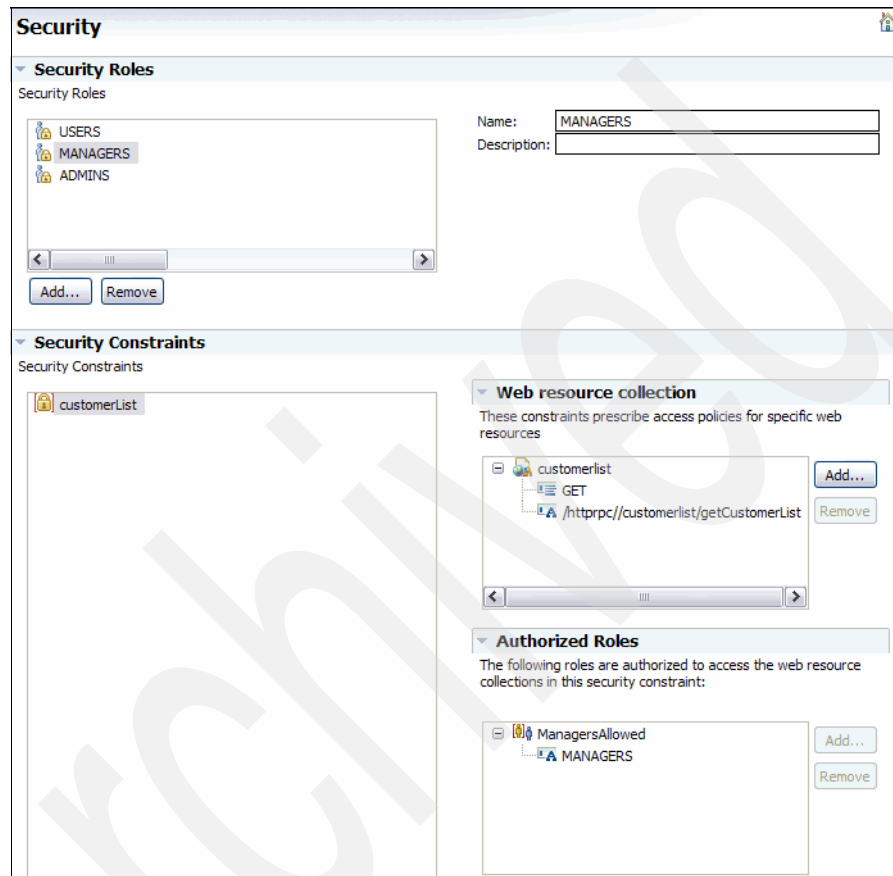 Security
Security Roles
Security Roles
USERS
MANAGERS
ADMINS
Name: MANAGERS
Description:
Add... Remove
Security Constraints
Security Constraints
customerList
Web resource collection
These constraints prescribe access policies for specific web
resources
customerlist
GET
/httprpc//customerlist/getCustomerList
Add...
Remove
Authorized Roles
The following roles are authorized to access the web resource
collections in this security constraint:
ManagersAllowed
MANAGERS
Add...
Remove
rchived